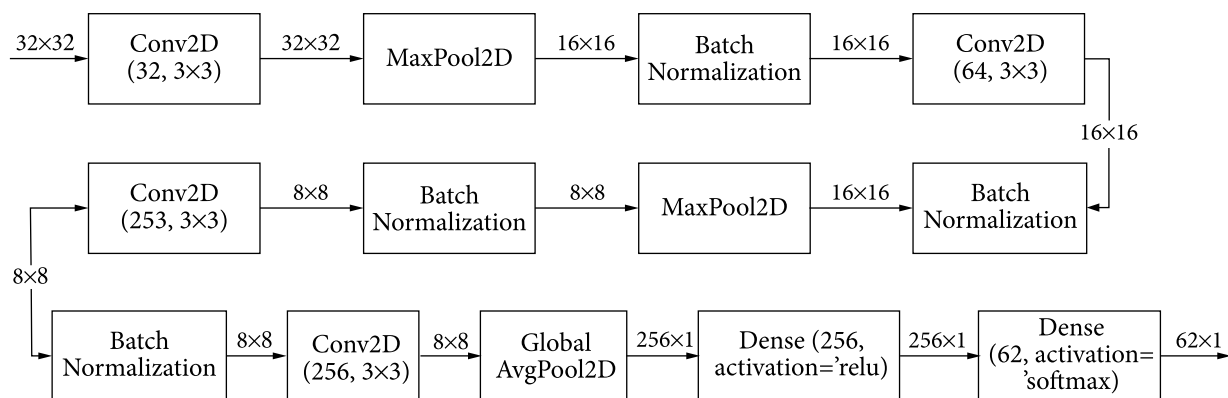 32×32
Conv2D
(32, 3×3)
32×32
MaxPool2D
16×16
Batch
Normalization
16×16
Conv2D
(64, 3×3)
16×16
Conv2D
(253, 3×3)
8×8
Batch
Normalization
8×8
MaxPool2D
16×16
Batch
Normalization
8×8
Batch
Normalization
8×8
Conv2D
(256, 3×3)
8×8
Global
AvgPool2D
256×1
Dense (256,
activation=’relu)
256×1
Dense
(62, activation=
’softmax)
62×1